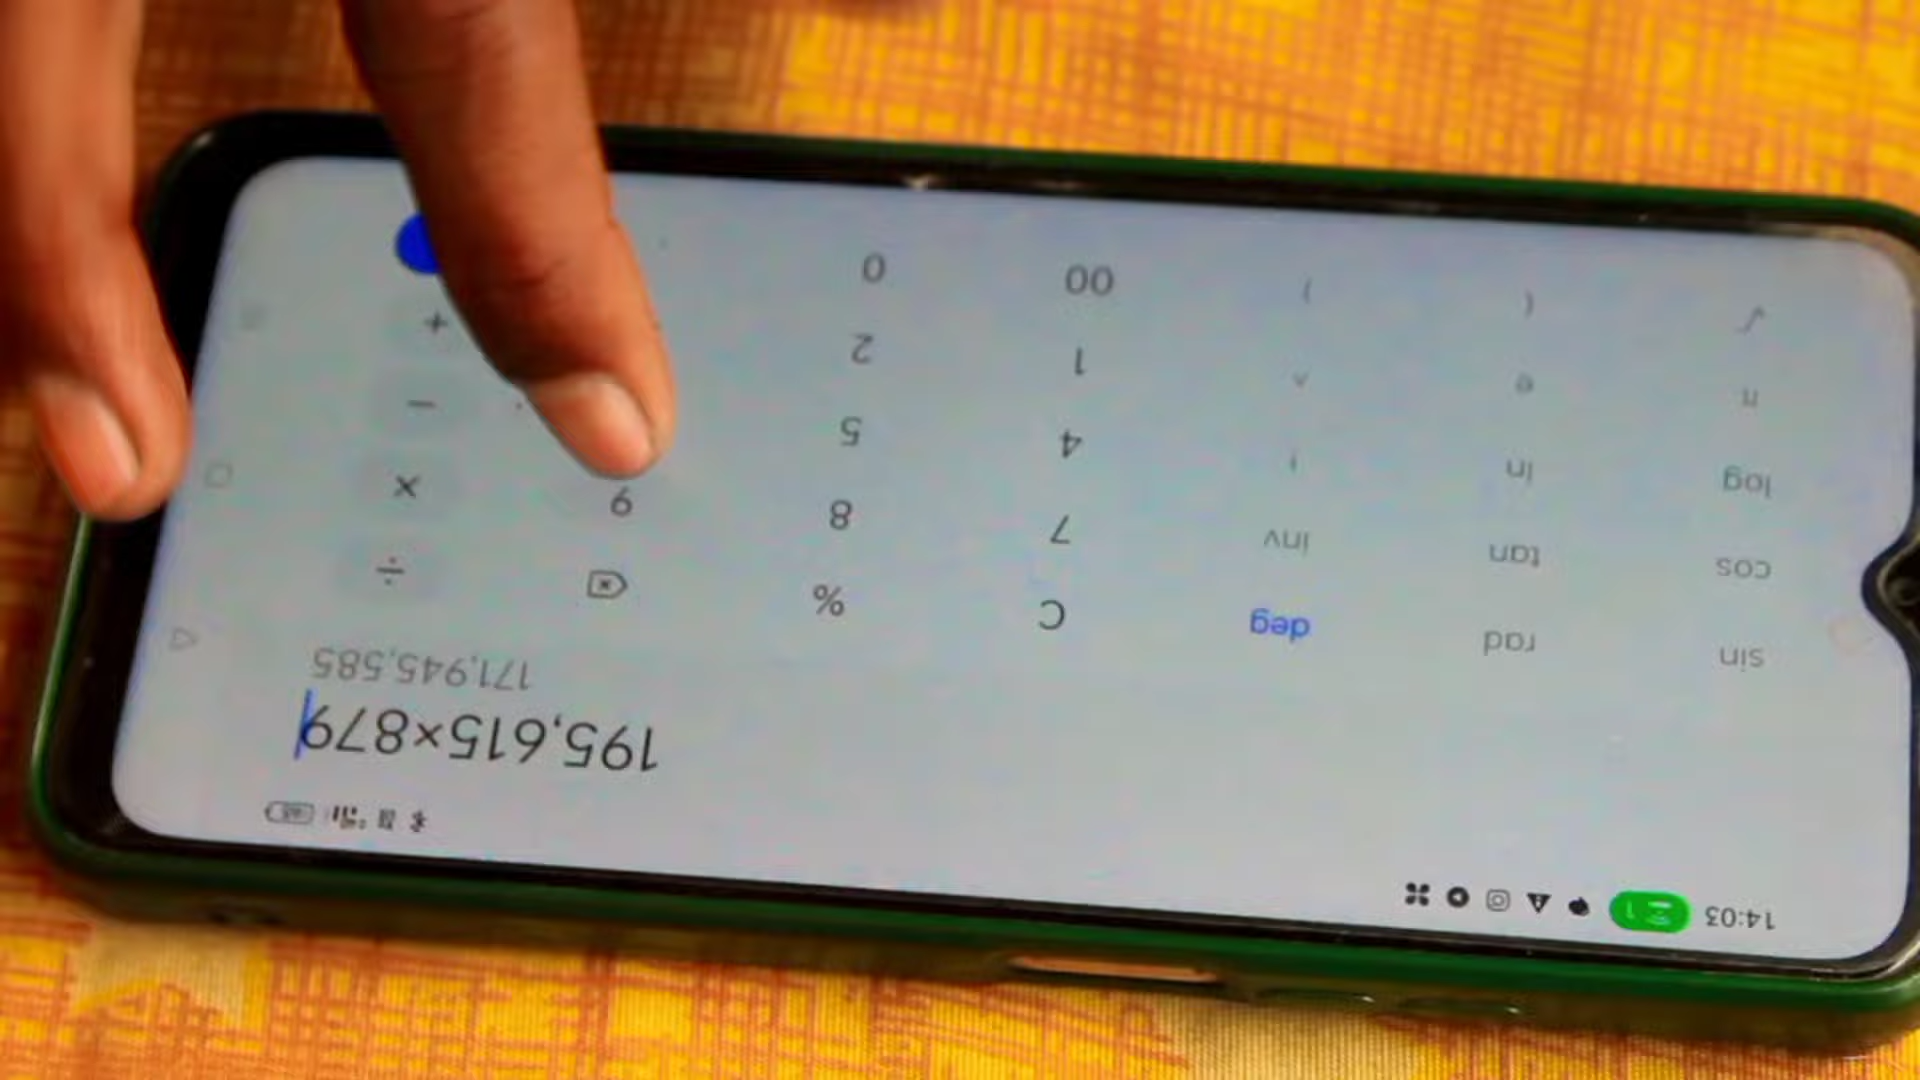 14:03
1
195,615×879
171,945,585
sin rad deg C % ÷
cos tan inv 7 8 9 ×
log ln ! 4 5 −
π e ^ 1 2 +
√ ( ) 00 0 .